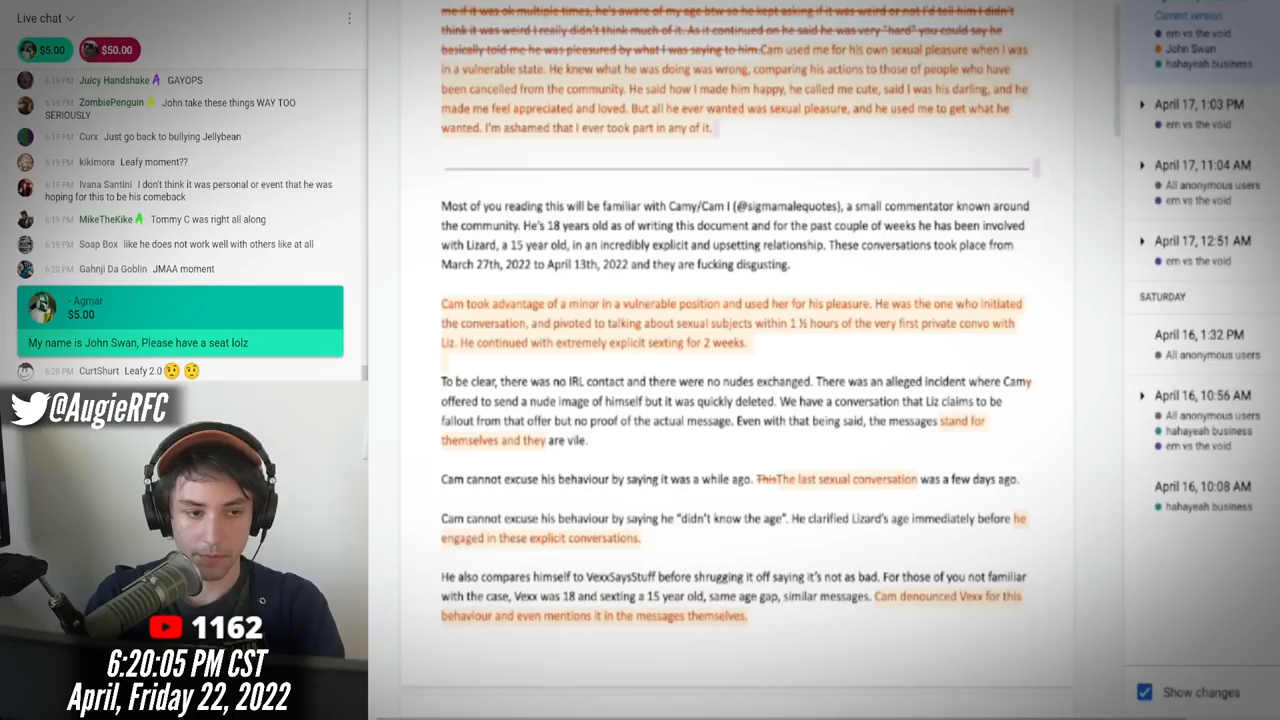 Live chat
$5.00
$50.00
6:19 PM Juicy Handshake GAYOPS
6:19 PM ZombiePenguin John take these things WAY TOO
SERIOUSLY
6:19 PM Curx Just go back to bullying Jellybean
6:19 PM kikimora Leafy moment??
6:19 PM Ivana Santini I don't think it was personal or event that he was
hoping for this to be his comeback
6:19 PM MikeTheKike Tommy C was right all along
6:19 PM Soap Box like he does not work well with others like at all
6:20 PM Gahnji Da Goblin JMAA moment
- Agmar
$5.00
My name is John Swan, Please have a seat lolz
6:20 PM CurtShurt Leafy 2.0
@AugieRFC
1162
6:20:05 PM CST
April, Friday 22, 2022
me if it was ok multiple times, he's aware of my age btw so he kept asking if it was weird or not I'd tell him I didn't
think it was weird I really didn't think much of it. As it continued on he said he was very "hard" you could say he
basically told me he was pleasured by what I was saying to him.Cam used me for his own sexual pleasure when I was
in a vulnerable state. He knew what he was doing was wrong, comparing his actions to those of people who have
been cancelled from the community. He said how I made him happy, he called me cute, said I was his darling, and he
made me feel appreciated and loved. But all he ever wanted was sexual pleasure, and he used me to get what he
wanted. I'm ashamed that I ever took part in any of it.
Most of you reading this will be familiar with Camy/Cam I (@sigmamalequotes), a small commentator known around
the community. He's 18 years old as of writing this document and for the past couple of weeks he has been involved
with Lizard, a 15 year old, in an incredibly explicit and upsetting relationship. These conversations took place from
March 27th, 2022 to April 13th, 2022 and they are fucking disgusting.
Cam took advantage of a minor in a vulnerable position and used her for his pleasure. He was the one who initiated
the conversation, and pivoted to talking about sexual subjects within 1 ½ hours of the very first private convo with
Liz. He continued with extremely explicit sexting for 2 weeks.
To be clear, there was no IRL contact and there were no nudes exchanged. There was an alleged incident where Camy
offered to send a nude image of himself but it was quickly deleted. We have a conversation that Liz claims to be
fallout from that offer but no proof of the actual message. Even with that being said, the messages stand for
themselves and they are vile.
Cam cannot excuse his behaviour by saying it was a while ago. ThisThe last sexual conversation was a few days ago.
Cam cannot excuse his behaviour by saying he "didn't know the age". He clarified Lizard's age immediately before he
engaged in these explicit conversations.
He also compares himself to VexxSaysStuff before shrugging it off saying it's not as bad. For those of you not familiar
with the case, Vexx was 18 and sexting a 15 year old, same age gap, similar messages. Cam denounced Vexx for this
behaviour and even mentions it in the messages themselves.
Current version
em vs the void
John Swan
hahayeah business
April 17, 1:03 PM
em vs the void
April 17, 11:04 AM
All anonymous users
em vs the void
April 17, 12:51 AM
em vs the void
SATURDAY
April 16, 1:32 PM
All anonymous users
April 16, 10:56 AM
All anonymous users
hahayeah business
em vs the void
April 16, 10:08 AM
hahayeah business
Show changes